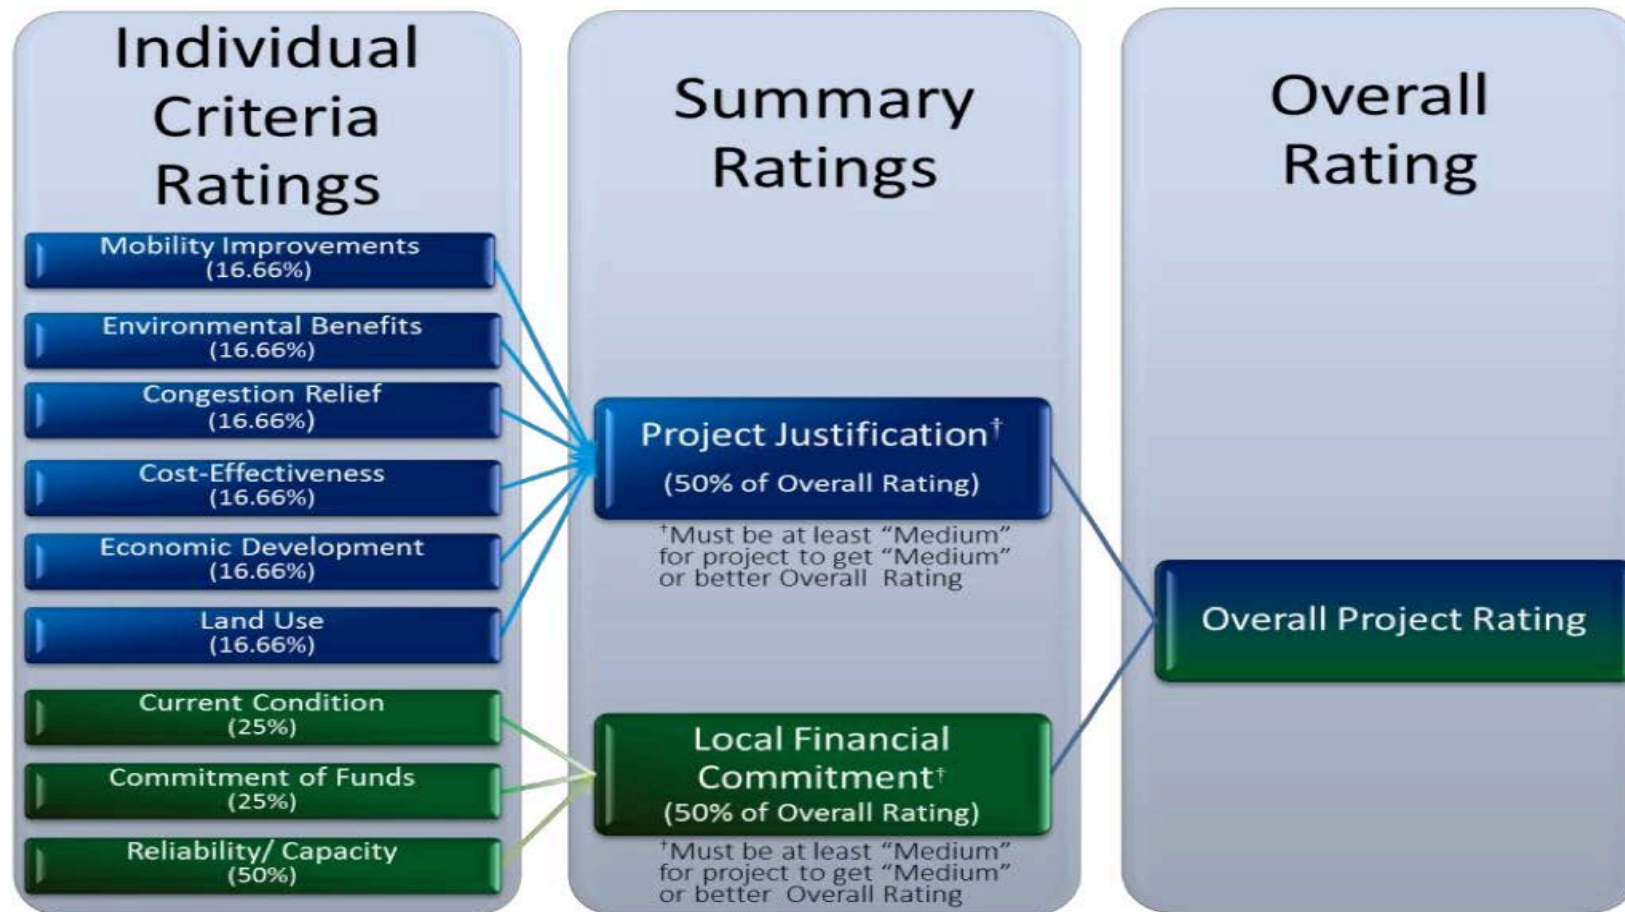 Individual
Criteria
Ratings
Mobility Improvements
(16.66%)
Environmental Benefits
(16.66%)
Congestion Relief
(16.66%)
Cost-Effectiveness
(16.66%)
Economic Development
(16.66%)
Land Use
(16.66%)
Current Condition
(25%)
Commitment of Funds
(25%)
Reliability/ Capacity
(50%)
Summary
Ratings
Project Justification†
(50% of Overall Rating)
†Must be at least “Medium”
for project to get “Medium”
or better Overall Rating
Local Financial
Commitment†
(50% of Overall Rating)
†Must be at least “Medium”
for project to get “Medium”
or better Overall Rating
Overall
Rating
Overall Project Rating